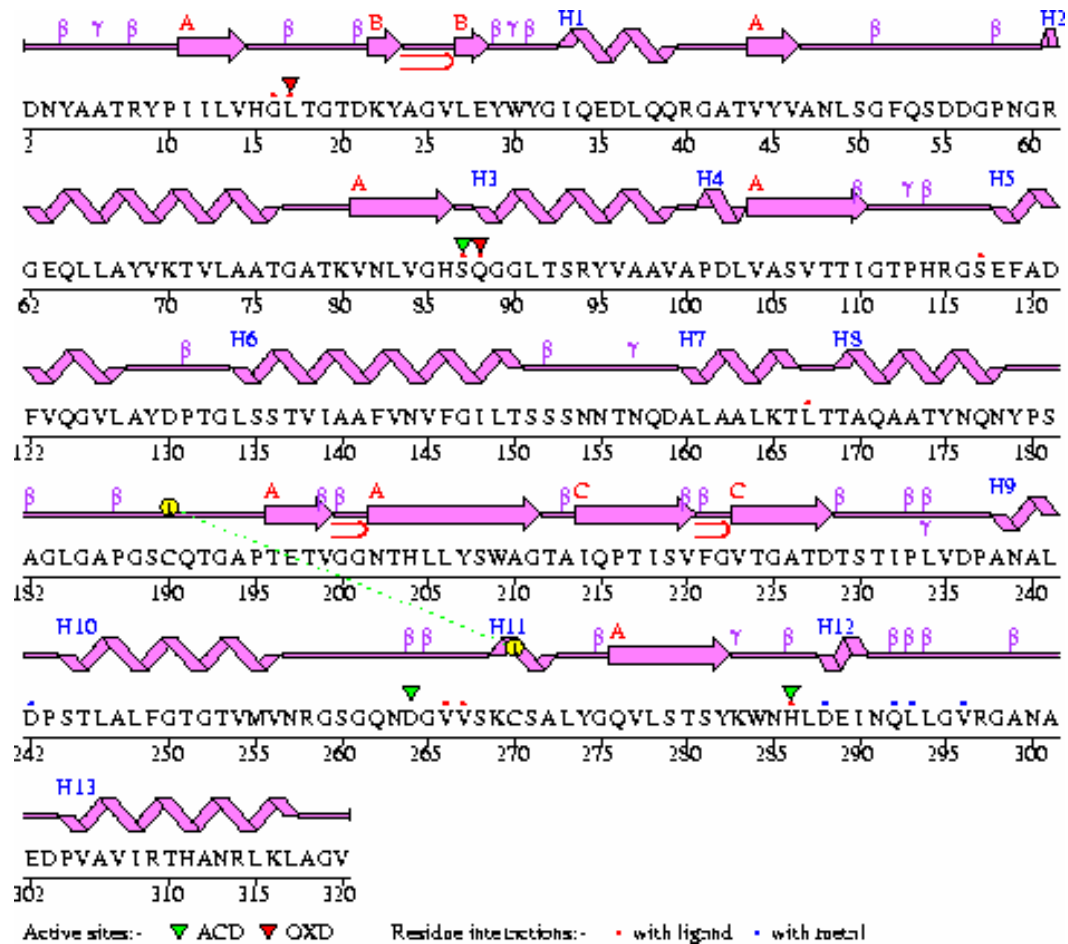 β γ β A β β B B β γ β H1 A β β H2
DNYAATRYPIILVHGLTGTDKYAGVLEYWYGIQEDLQQRGATVYVANLSGFQSDDGPNGR
2 10 15 20 25 30 35 40 45 50 55 60
A H3 H4 A β γ β H5
GEQLLAYVKTVLAATGATKVNLVGHSQGGLTSRYVAAVAPDLVASVTTIGTPHRGSEFAD
62 70 75 80 85 90 95 100 105 110 115 120
β H6 β γ H7 H8
FVQGVLAYDPTGLSSTVIAAFVNVFGILTSSSNNTNQDALAALKTLTTAQAATYNQNYPS
122 130 135 140 145 150 155 160 165 170 175 180
β β 1 A β β A β C β β C β β β γ H9
AGLGAPGSCQTGAPTETVGGNTHLLYSWAGTAIQPTISVFGVTGATDTSTIPLVDPANAL
182 190 195 200 205 210 215 220 225 230 235 240
H10 β β H11 1 β A γ β H12 β β β β
DPSTLALFGTGTVMVNRGSGQNDGVVSKCSALYGQVLSTSYKWNHLDEINQLLGVRGANA
242 250 255 260 265 270 275 280 285 290 295 300
H13
EDPVAVIRTHANRLKLAGV
302 310 315 320
Active sites:- ACD OXD Residue interactions:- with ligand with metal